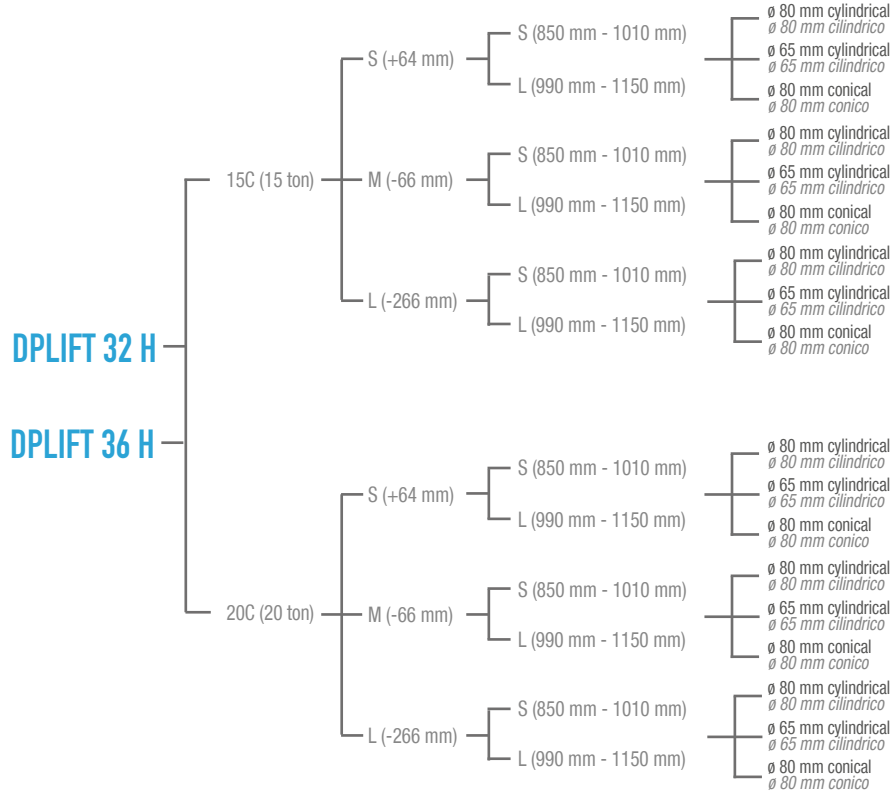 DPLIFT 32 H
DPLIFT 36 H
15C (15 ton)
S (+64 mm)
S (850 mm - 1010 mm)
L (990 mm - 1150 mm)
ø 80 mm cylindrical
ø 80 mm cilindrico
ø 65 mm cylindrical
ø 65 mm cilindrico
ø 80 mm conical
ø 80 mm conico
M (-66 mm)
S (850 mm - 1010 mm)
L (990 mm - 1150 mm)
ø 80 mm cylindrical
ø 80 mm cilindrico
ø 65 mm cylindrical
ø 65 mm cilindrico
ø 80 mm conical
ø 80 mm conico
L (-266 mm)
S (850 mm - 1010 mm)
L (990 mm - 1150 mm)
ø 80 mm cylindrical
ø 80 mm cilindrico
ø 65 mm cylindrical
ø 65 mm cilindrico
ø 80 mm conical
ø 80 mm conico
20C (20 ton)
S (+64 mm)
S (850 mm - 1010 mm)
L (990 mm - 1150 mm)
ø 80 mm cylindrical
ø 80 mm cilindrico
ø 65 mm cylindrical
ø 65 mm cilindrico
ø 80 mm conical
ø 80 mm conico
M (-66 mm)
S (850 mm - 1010 mm)
L (990 mm - 1150 mm)
ø 80 mm cylindrical
ø 80 mm cilindrico
ø 65 mm cylindrical
ø 65 mm cilindrico
ø 80 mm conical
ø 80 mm conico
L (-266 mm)
S (850 mm - 1010 mm)
L (990 mm - 1150 mm)
ø 80 mm cylindrical
ø 80 mm cilindrico
ø 65 mm cylindrical
ø 65 mm cilindrico
ø 80 mm conical
ø 80 mm conico